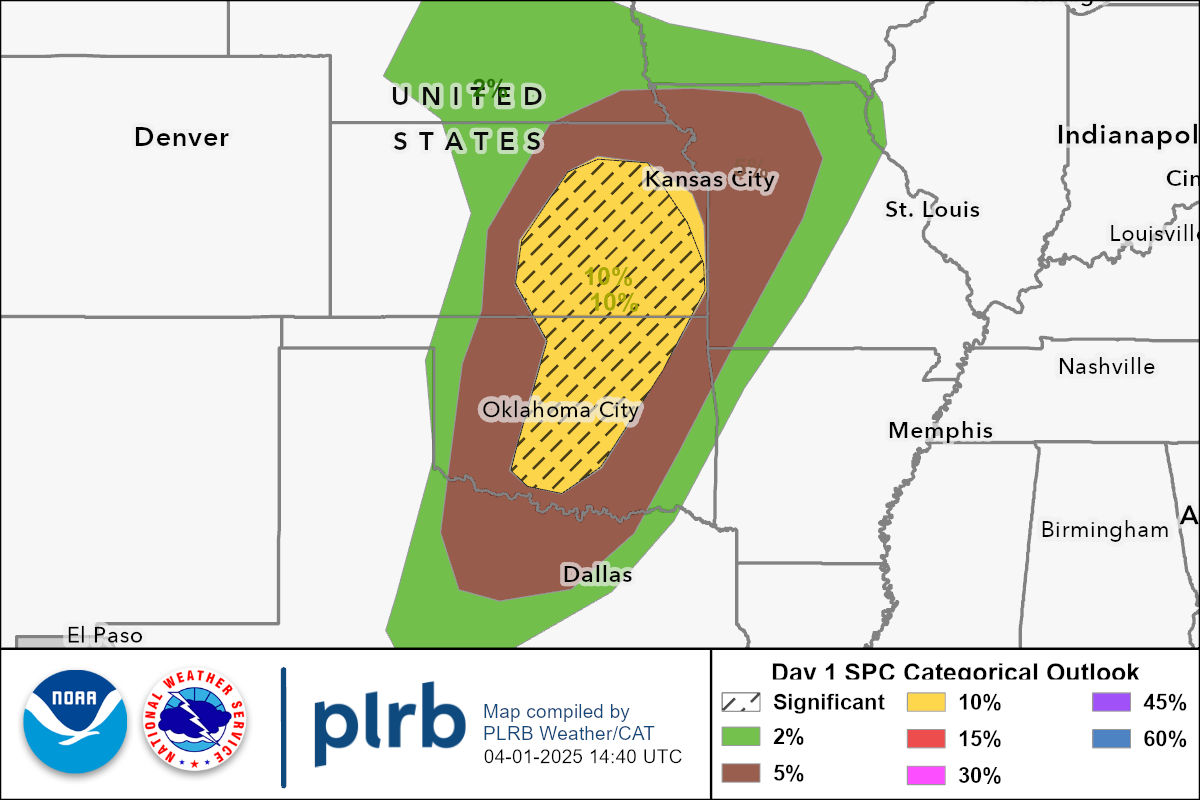 2%
UNITED
STATES
Denver
Indianapol
5%
Kansas City
Cin
St. Louis
Louisville
10%
10%
Nashville
Oklahoma City
Memphis
A
Birmingham
Dallas
El Paso
NOAA
NATIONAL WEATHER SERVICE
plrb
Map compiled by
PLRB Weather/CAT
04-01-2025 14:40 UTC
Day 1 SPC Categorical Outlook
Significant
2%
5%
10%
15%
30%
45%
60%